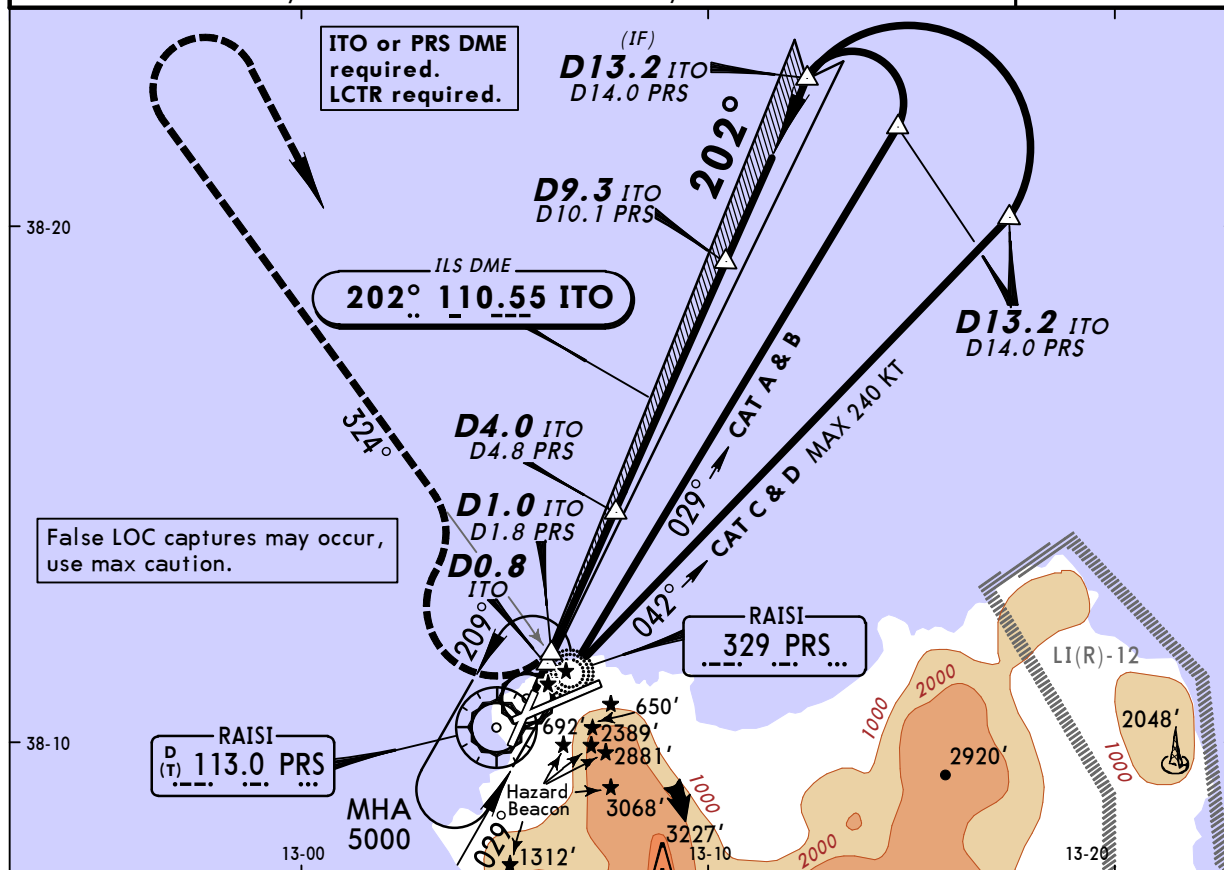 ITO or PRS DME
required.
LCTR required.
(IF)
D13.2 ITO
D14.0 PRS
202°
D9.3 ITO
D10.1 PRS
38-20
ILS DME
202° 110.55 ITO
D13.2 ITO
D14.0 PRS
324°
D4.0 ITO
D4.8 PRS
029° CAT A & B
042° CAT C & D MAX 240 KT
D1.0 ITO
D1.8 PRS
False LOC captures may occur,
use max caution.
D0.8
ITO
209°
RAISI
329 PRS
LI(R)-12
2000
1000
650'
692'
2389'
2881'
2048'
2920'
1000
38-10
RAISI
D
(T) 113.0 PRS
Hazard
Beacon
1000
3068'
MHA
5000
029°
3227'
2000
13-00
1312'
13-10
13-20